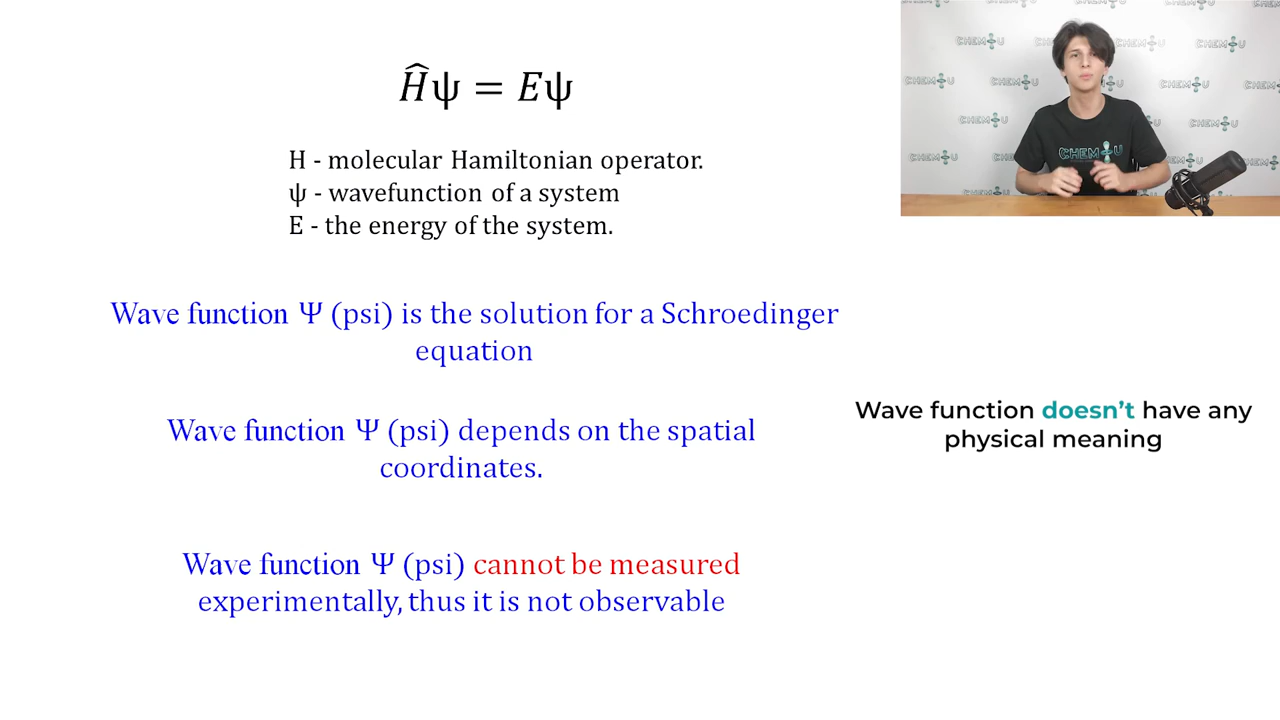 Ĥψ = Eψ
H - molecular Hamiltonian operator.
ψ - wavefunction of a system
E - the energy of the system.
Wave function Ψ (psi) is the solution for a Schroedinger
equation
Wave function Ψ (psi) depends on the spatial
coordinates.
Wave function Ψ (psi) cannot be measured
experimentally, thus it is not observable
Wave function doesn’t have any
physical meaning
CHEM4U